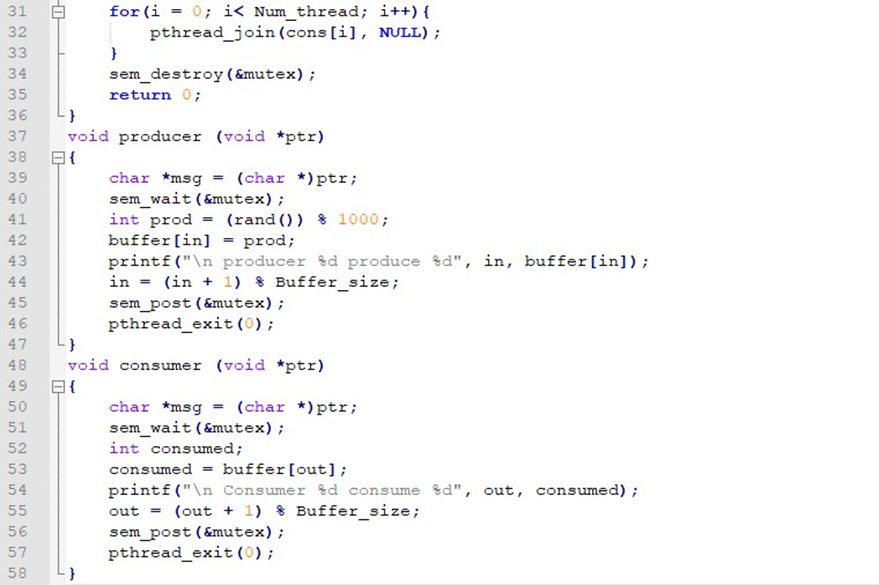 31 for(i = 0; i< Num_thread; i++){
32 pthread_join(cons[i], NULL);
33 }
34 sem_destroy(&mutex);
35 return 0;
36 }
37 void producer (void *ptr)
38 {
39 char *msg = (char *)ptr;
40 sem_wait(&mutex);
41 int prod = (rand()) % 1000;
42 buffer[in] = prod;
43 printf("\n producer %d produce %d", in, buffer[in]);
44 in = (in + 1) % Buffer_size;
45 sem_post(&mutex);
46 pthread_exit(0);
47 }
48 void consumer (void *ptr)
49 {
50 char *msg = (char *)ptr;
51 sem_wait(&mutex);
52 int consumed;
53 consumed = buffer[out];
54 printf("\n Consumer %d consume %d", out, consumed);
55 out = (out + 1) % Buffer_size;
56 sem_post(&mutex);
57 pthread_exit(0);
58 }